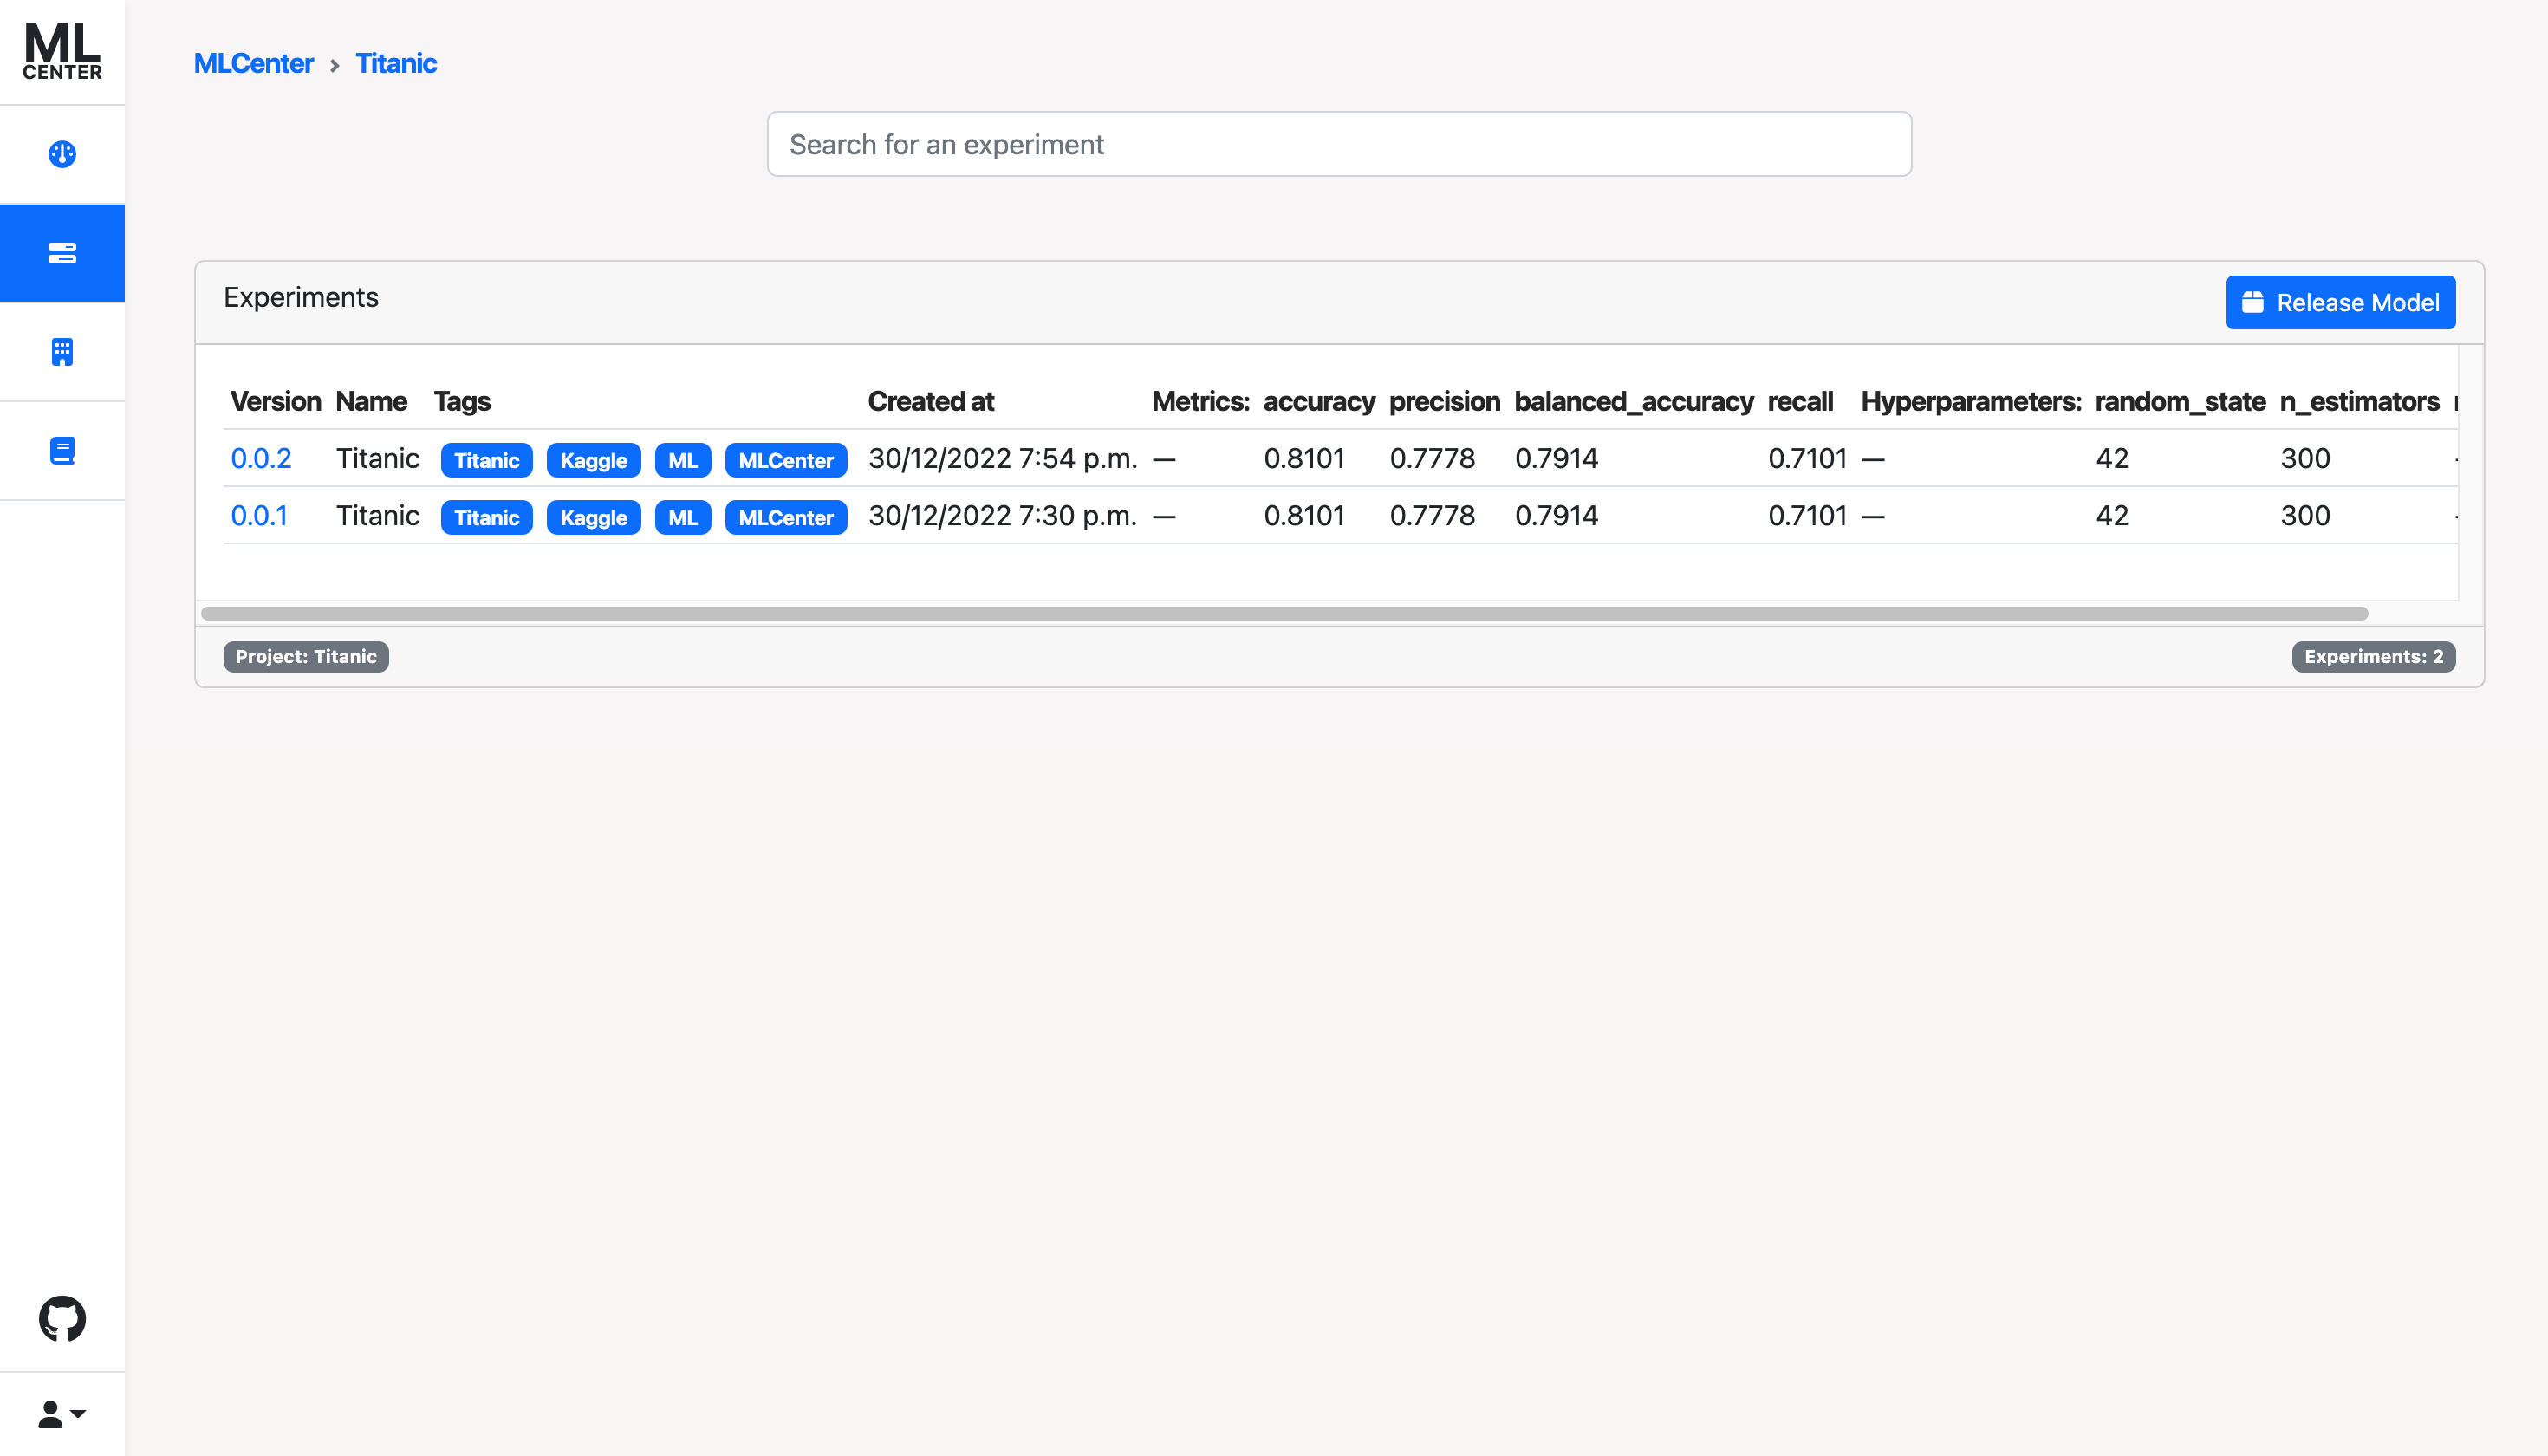 ML
CENTER
MLCenter > Titanic
Search for an experiment
Experiments
Release Model
Version Name Tags Created at Metrics: accuracy precision balanced_accuracy recall Hyperparameters: random_state n_estimators
0.0.2 Titanic Titanic Kaggle ML MLCenter 30/12/2022 7:54 p.m. — 0.8101 0.7778 0.7914 0.7101 — 42 300
0.0.1 Titanic Titanic Kaggle ML MLCenter 30/12/2022 7:30 p.m. — 0.8101 0.7778 0.7914 0.7101 — 42 300
Project: Titanic
Experiments: 2